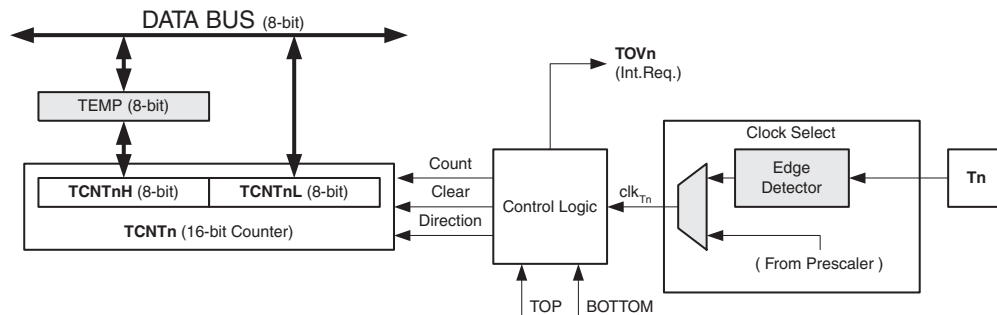 DATA BUS (8-bit)
TOVn
(Int.Req.)
TEMP (8-bit)
Clock Select
Count
Edge
Detector
TCNTnH (8-bit) TCNTnL (8-bit)
Clear
Control Logic
clkTn
Tn
Direction
TCNTn (16-bit Counter)
( From Prescaler )
TOP
BOTTOM